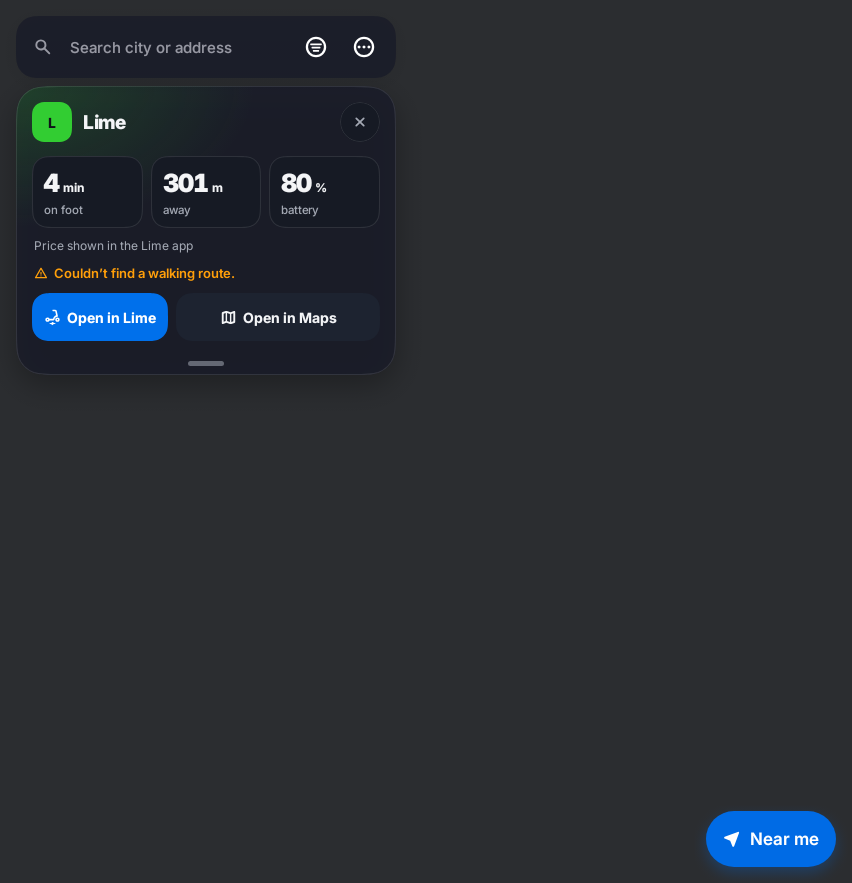 Search city or address
L
Lime
4 min
on foot
301 m
away
80 %
battery
Price shown in the Lime app
Couldn’t find a walking route.
Open in Lime
Open in Maps
Near me